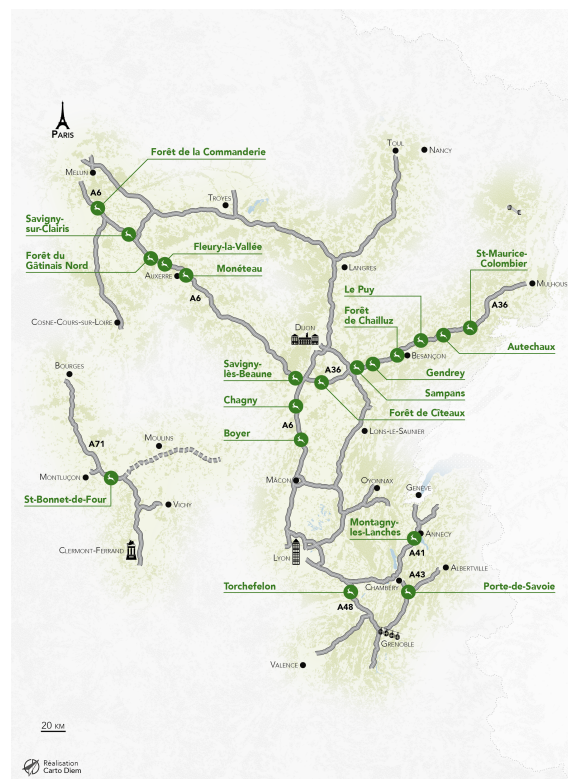 PARIS
TOUL
NANCY
Forêt de la Commanderie
MELUN
A6
TROYES
Savigny-
sur-Clairis
Fleury-la-Vallée
Forêt du
Gâtinais Nord
AUXERRE
Monéteau
A6
LANGRES
St-Maurice-
Colombier
Le Puy
A36
MULHOUS
Forêt
de Chailluz
COSNE-COURS-SUR-LOIRE
DIJON
BESANÇON
Autechaux
BOURGES
Savigny-
lès-Beaune
A36
Gendrey
Sampans
Chagny
Forêt de Cîteaux
A6
Boyer
LONS-LE-SAUNIER
A71
MOULINS
MONTLUÇON
St-Bonnet-de-Four
VICHY
MÂCON
OYONNAX
GENÈVE
Montagny-
les-Lanches
ANNECY
CLERMONT-FERRAND
LYON
A41
A43
ALBERTVILLE
Torchefelon
CHAMBÉRY
Porte-de-Savoie
A48
GRENOBLE
VALENCE
20 KM
Réalisation
Carto Diem